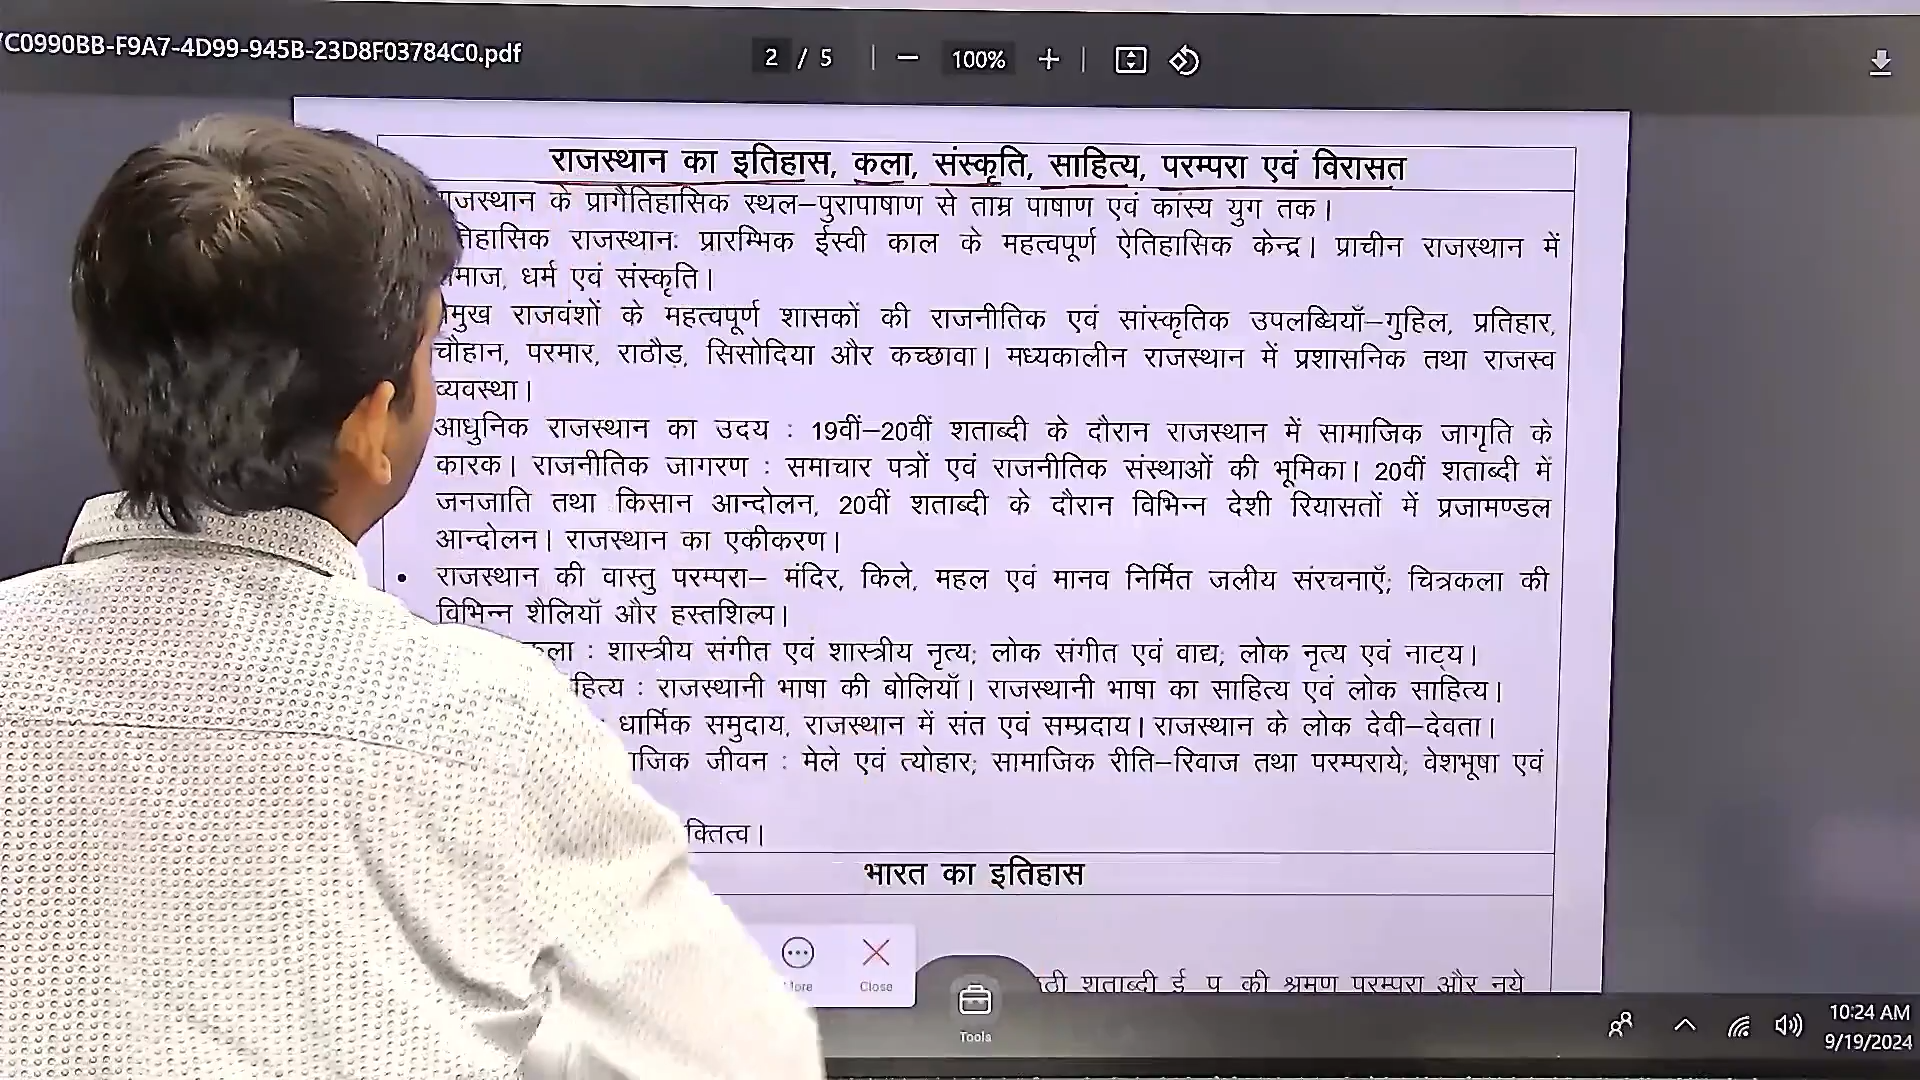 C0990BB-F9A7-4D99-945B-23D8F03784C0.pdf
2 / 5
100%
राजस्थान का इतिहास, कला, संस्कृति, साहित्य, परम्परा एवं विरासत
के प्रागैतिहासिक स्थल–पुरापाषाण से ताम्र पाषाण एवं कांस्य युग तक।
राजस्थानः प्रारम्भिक ईस्वी काल के महत्वपूर्ण ऐतिहासिक केन्द्र। प्राचीन राजस्थान में
धर्म एवं संस्कृति।
राजवंशों के महत्वपूर्ण शासकों की राजनीतिक एवं सांस्कृतिक उपलब्धियाँ–गुहिल, प्रतिहार,
चौहान, परमार, राठौड़, सिसोदिया और कच्छावा। मध्यकालीन राजस्थान में प्रशासनिक तथा राजस्व
व्यवस्था।
आधुनिक राजस्थान का उदय : 19वीं–20वीं शताब्दी के दौरान राजस्थान में सामाजिक जागृति के
कारक। राजनीतिक जागरण : समाचार पत्रों एवं राजनीतिक संस्थाओं की भूमिका। 20वीं शताब्दी में
जनजाति तथा किसान आन्दोलन, 20वीं शताब्दी के दौरान विभिन्न देशी रियासतों में प्रजामण्डल
आन्दोलन। राजस्थान का एकीकरण।
• राजस्थान की वास्तु परम्परा– मंदिर, किले, महल एवं मानव निर्मित जलीय संरचनाएँ; चित्रकला की
विभिन्न शैलियाँ और हस्तशिल्प।
: शास्त्रीय संगीत एवं शास्त्रीय नृत्य; लोक संगीत एवं वाद्य; लोक नृत्य एवं नाट्य।
: राजस्थानी भाषा की बोलियाँ। राजस्थानी भाषा का साहित्य एवं लोक साहित्य।
धार्मिक समुदाय, राजस्थान में संत एवं सम्प्रदाय। राजस्थान के लोक देवी–देवता।
जीवन : मेले एवं त्योहार; सामाजिक रीति–रिवाज तथा परम्पराये; वेशभूषा एवं
भारत का इतिहास
शताब्दी ई. पू. की श्रमण परम्परा और नये
More
Close
Tools
10:24 AM
9/19/2024